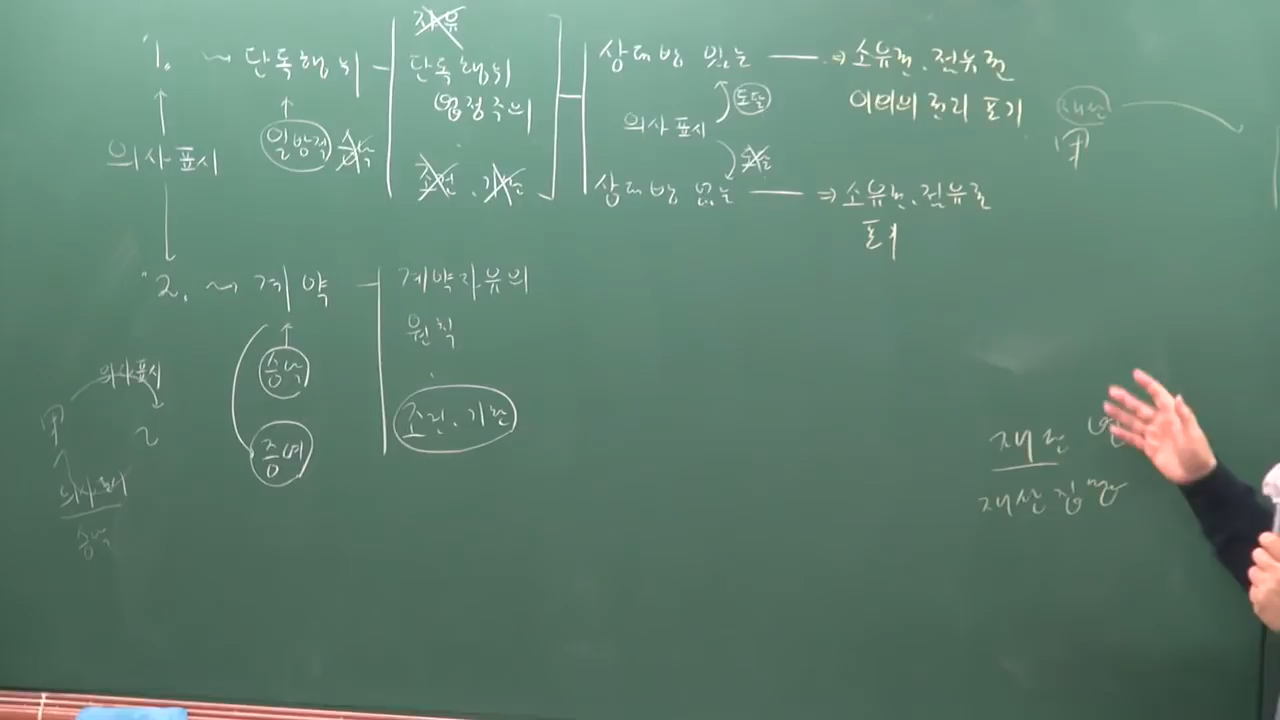 1. ~ 단독행위
자유
단독행위
엄정주의
조건. 기한
의사표시
일방적 승낙
상대방 있는 ⇒ 소유권. 점유권
이외의 권리 포기
도달
의사표시
도달
상대방 없는 ⇒ 소유권. 점유권
포기
재산
甲
2. ~ 계약
계약자유의
원칙
조건. 기한
승낙
증여
의사표시
甲
乙
의사표시
승낙
재산
재산